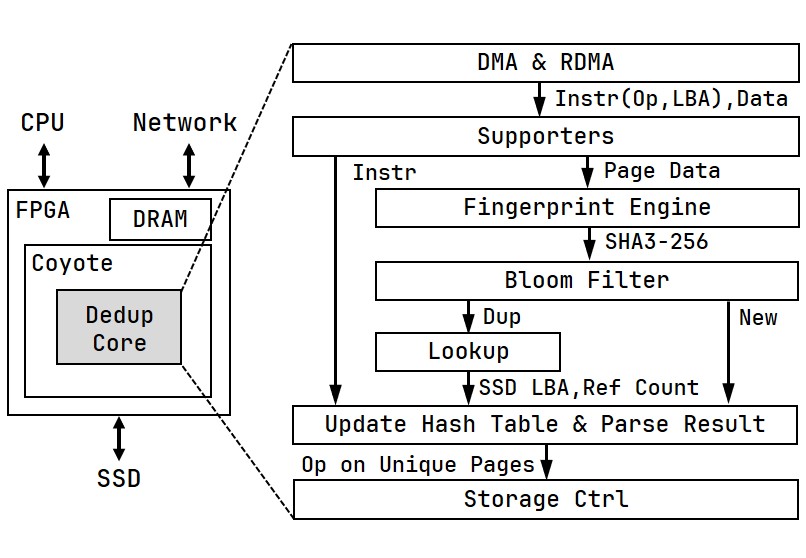 CPU
Network
FPGA
DRAM
Coyote
Dedup
Core
SSD
DMA & RDMA
Instr(Op,LBA),Data
Supporters
Instr
Page Data
Fingerprint Engine
SHA3-256
Bloom Filter
Dup
New
Lookup
SSD LBA,Ref Count
Update Hash Table & Parse Result
Op on Unique Pages
Storage Ctrl